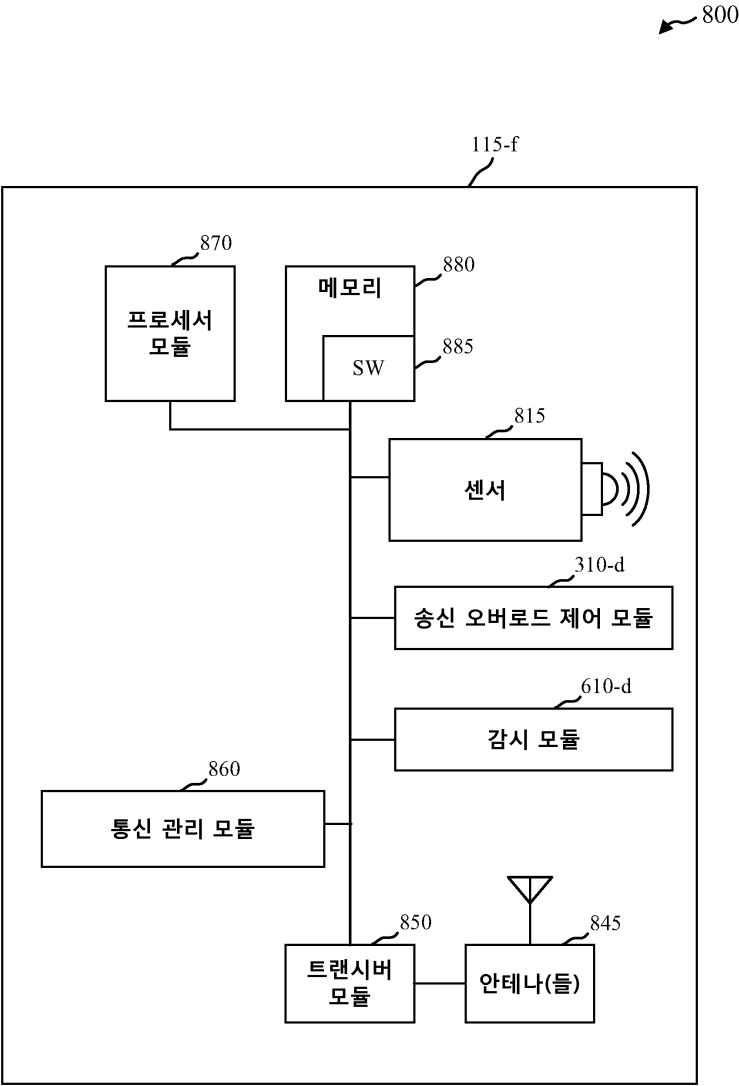 800
115-f
870
프로세서
모듈
880
메모리
885
SW
815
센서
310-d
송신 오버로드 제어 모듈
610-d
감시 모듈
860
통신 관리 모듈
850
트랜시버
모듈
845
안테나(들)